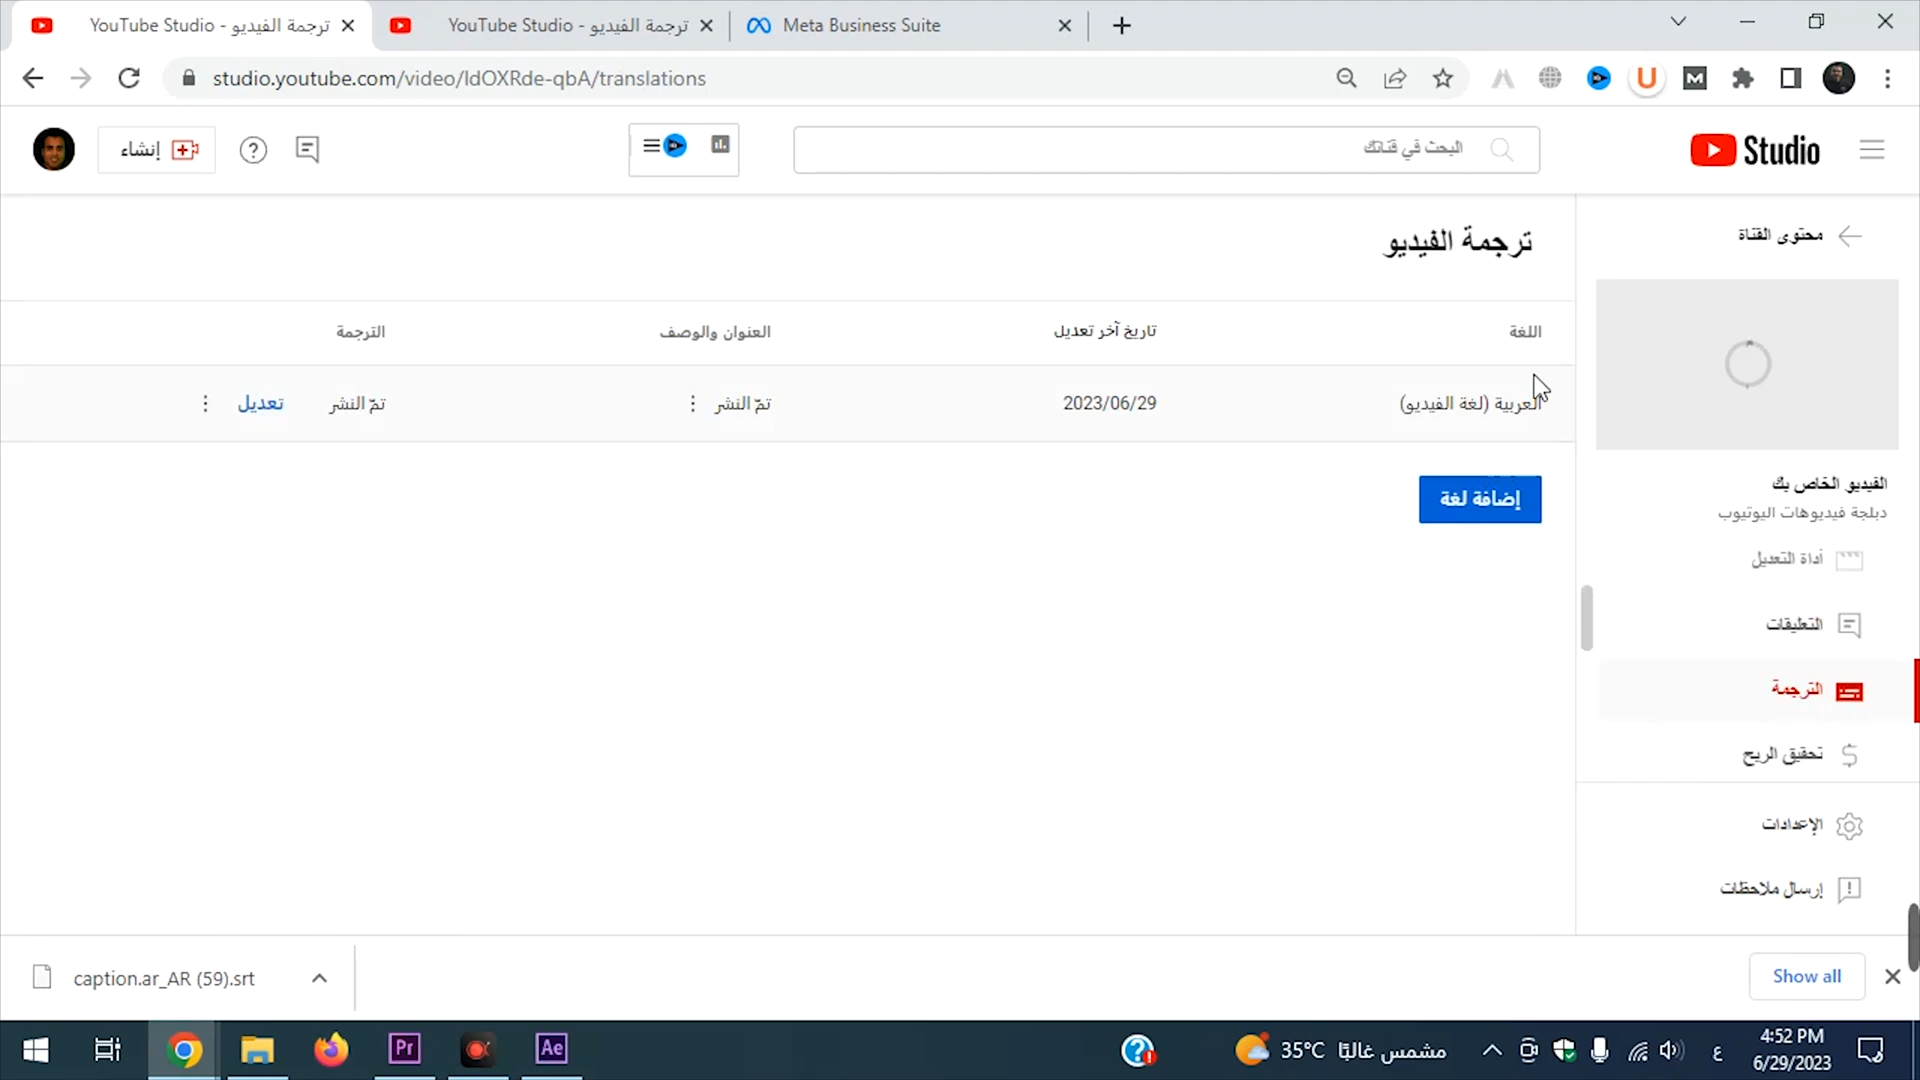 YouTube Studio - ترجمة الفيديو
YouTube Studio - ترجمة الفيديو
Meta Business Suite
studio.youtube.com/video/ldOXRde-qbA/translations
Studio
البحث في قناتك
إنشاء
محتوى القناة
ترجمة الفيديو
اللغة
تاريخ آخر تعديل
العنوان والوصف
الترجمة
العربية (لغة الفيديو)
2023/06/29
تمّ النشر
تمّ النشر
تعديل
إضافة لغة
الفيديو الخاص بك
دبلجة فيديوهات اليوتيوب
أداة التعديل
التعليقات
الترجمة
تحقيق الربح
الإعدادات
إرسال ملاحظات
caption.ar_AR (59).srt
Show all
Pr
Ae
35°C مشمس غالبًا
ع
4:52 PM
6/29/2023